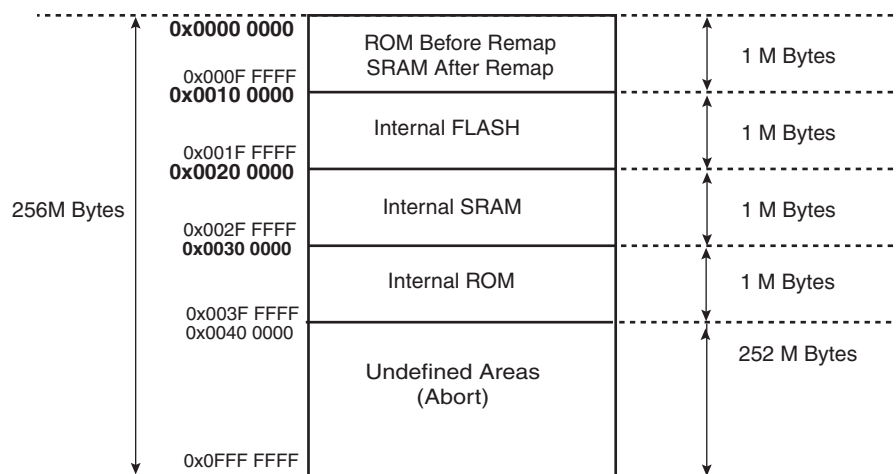 0x0000 0000
ROM Before Remap
SRAM After Remap
1 M Bytes
0x000F FFFF
0x0010 0000
Internal FLASH
1 M Bytes
0x001F FFFF
0x0020 0000
256M Bytes
Internal SRAM
1 M Bytes
0x002F FFFF
0x0030 0000
Internal ROM
1 M Bytes
0x003F FFFF
0x0040 0000
252 M Bytes
Undefined Areas
(Abort)
0x0FFF FFFF